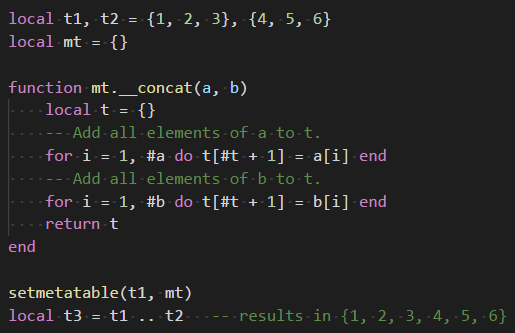 local t1, t2 = {1, 2, 3}, {4, 5, 6}
local mt = {}

function mt.__concat(a, b)
    local t = {}
    -- Add all elements of a to t.
    for i = 1, #a do t[#t + 1] = a[i] end
    -- Add all elements of b to t.
    for i = 1, #b do t[#t + 1] = b[i] end
    return t
end

setmetatable(t1, mt)
local t3 = t1 .. t2   -- results in {1, 2, 3, 4, 5, 6}